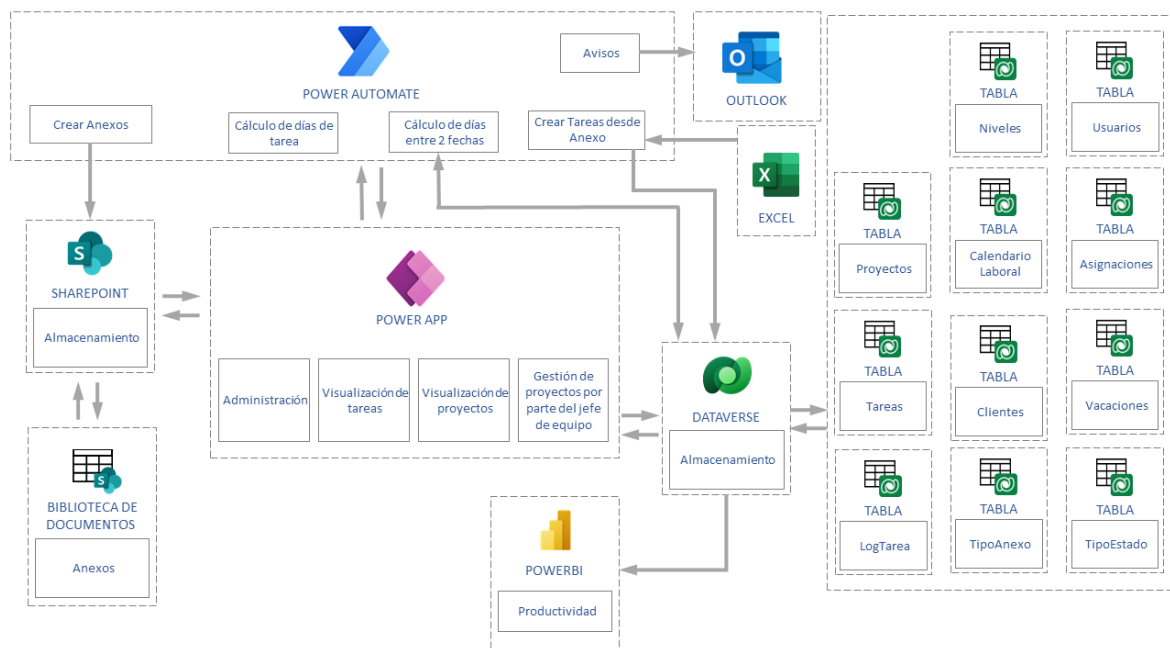 POWER AUTOMATE
Avisos
Crear Anexos
Cálculo de días de
tarea
Cálculo de días
entre 2 fechas
Crear Tareas desde
Anexo
O
OUTLOOK
X
EXCEL
S
SHAREPOINT
Almacenamiento
S
BIBLIOTECA DE
DOCUMENTOS
Anexos
POWER APP
Administración
Visualización de
tareas
Visualización de
proyectos
Gestión de
proyectos por
parte del jefe
de equipo
DATAVERSE
Almacenamiento
POWERBI
Productividad
TABLA
Niveles
TABLA
Usuarios
TABLA
Proyectos
TABLA
Calendario
Laboral
TABLA
Asignaciones
TABLA
Tareas
TABLA
Clientes
TABLA
Vacaciones
TABLA
LogTarea
TABLA
TipoAnexo
TABLA
TipoEstado